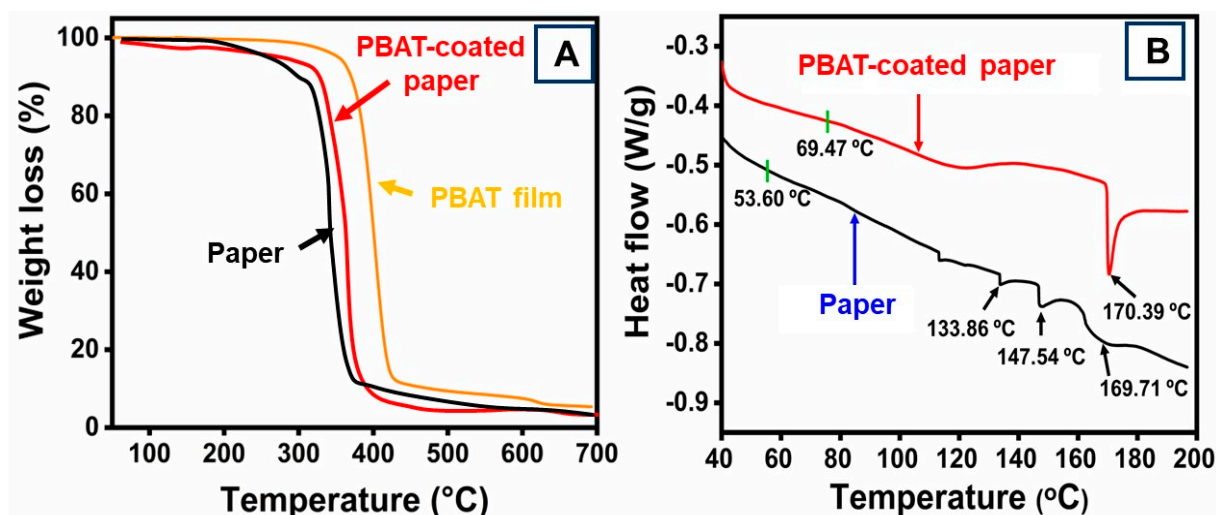 A
PBAT-coated
paper
PBAT film
Paper
Weight loss (%)
100
80
60
40
20
0
100 200 300 400 500 600 700
Temperature (°C)
B
PBAT-coated paper
69.47 ºC
53.60 ºC
Paper
133.86 ºC
147.54 ºC
170.39 ºC
169.71 ºC
Heat flow (W/g)
-0.3
-0.4
-0.5
-0.6
-0.7
-0.8
-0.9
40 60 80 100 120 140 160 180 200
Temperature (ºC)